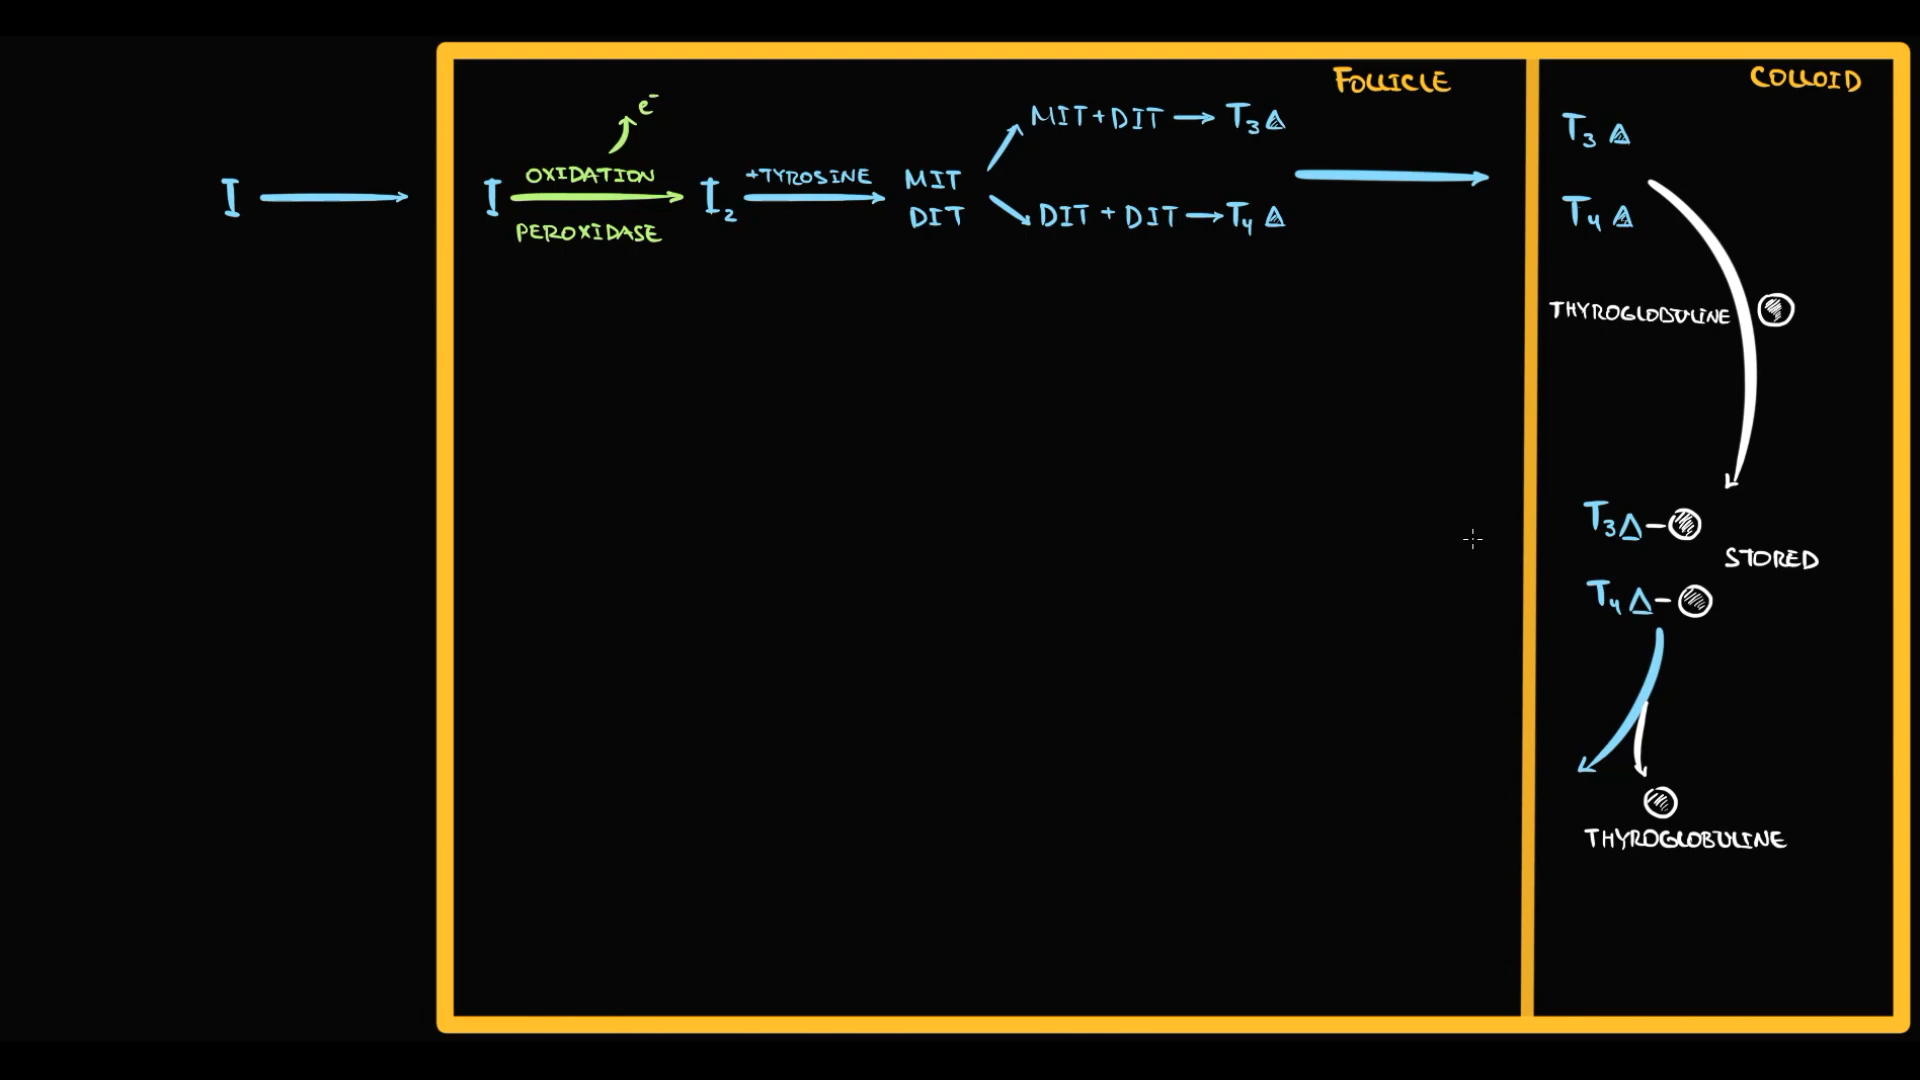 FOLLICLE
COLLOID
e-
MIT+DIT → T3 Δ
T3 Δ
OXIDATION
+TYROSINE
MIT
I → I → I2 →
DIT
DIT + DIT → T4 Δ
T4 Δ
PEROXIDASE
THYROGLOBULINE
T3 Δ-
STORED
T4 Δ-
THYROGLOBULINE